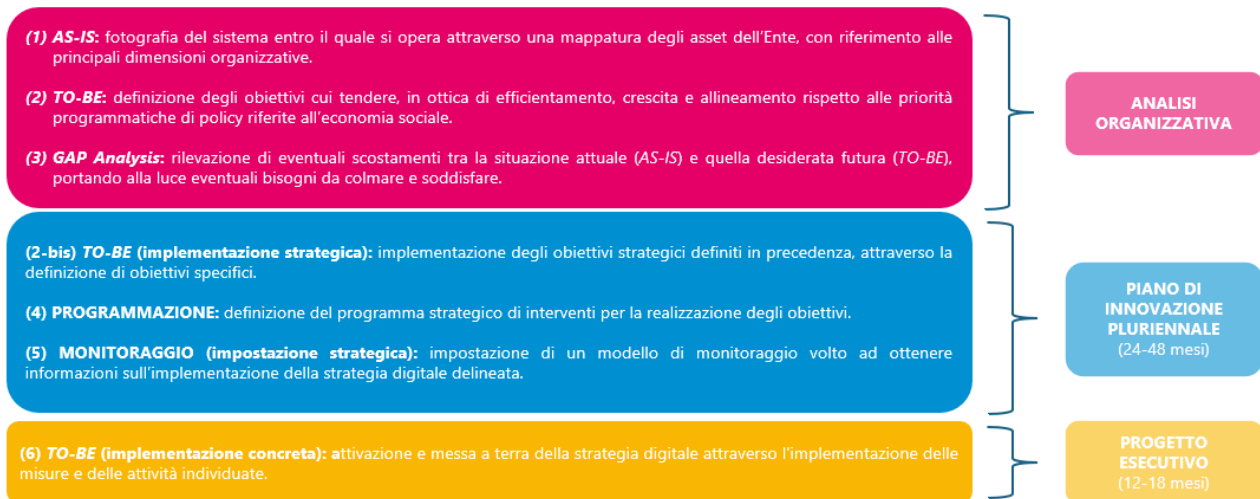 (1) AS-IS: fotografia del sistema entro il quale si opera attraverso una mappatura degli asset dell'Ente, con riferimento alle
principali dimensioni organizzative.
(2) TO-BE: definizione degli obiettivi cui tendere, in ottica di efficientamento, crescita e allineamento rispetto alle priorità
programmatiche di policy riferite all'economia sociale.
(3) GAP Analysis: rilevazione di eventuali scostamenti tra la situazione attuale (AS-IS) e quella desiderata futura (TO-BE),
portando alla luce eventuali bisogni da colmare e soddisfare.
ANALISI
ORGANIZZATIVA
(2-bis) TO-BE (implementazione strategica): implementazione degli obiettivi strategici definiti in precedenza, attraverso la
definizione di obiettivi specifici.
(4) PROGRAMMAZIONE: definizione del programma strategico di interventi per la realizzazione degli obiettivi.
(5) MONITORAGGIO (impostazione strategica): impostazione di un modello di monitoraggio volto ad ottenere
informazioni sull'implementazione della strategia digitale delineata.
PIANO DI
INNOVAZIONE
PLURIENNALE
(24-48 mesi)
(6) TO-BE (implementazione concreta): attivazione e messa a terra della strategia digitale attraverso l'implementazione delle
misure e delle attività individuate.
PROGETTO
ESECUTIVO
(12-18 mesi)